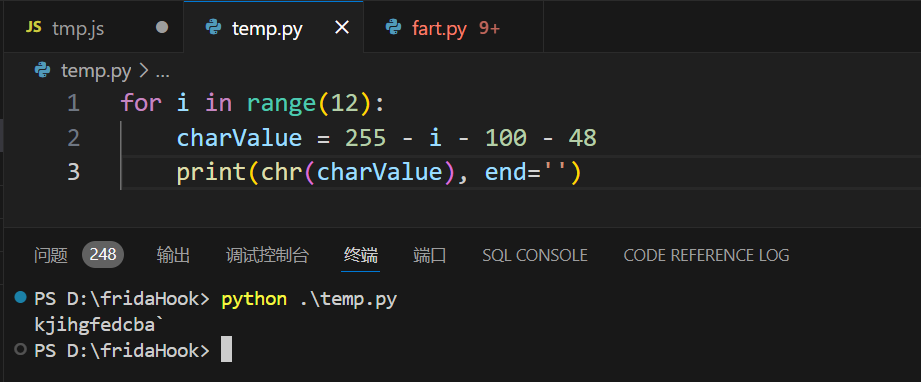 JS tmp.js
temp.py
fart.py 9+
temp.py > ...
1 for i in range(12):
2     charValue = 255 - i - 100 - 48
3     print(chr(charValue), end='')
问题 248 输出 调试控制台 终端 端口 SQL CONSOLE CODE REFERENCE LOG
PS D:\fridaHook> python .\temp.py
kjihgfedcba`
PS D:\fridaHook>